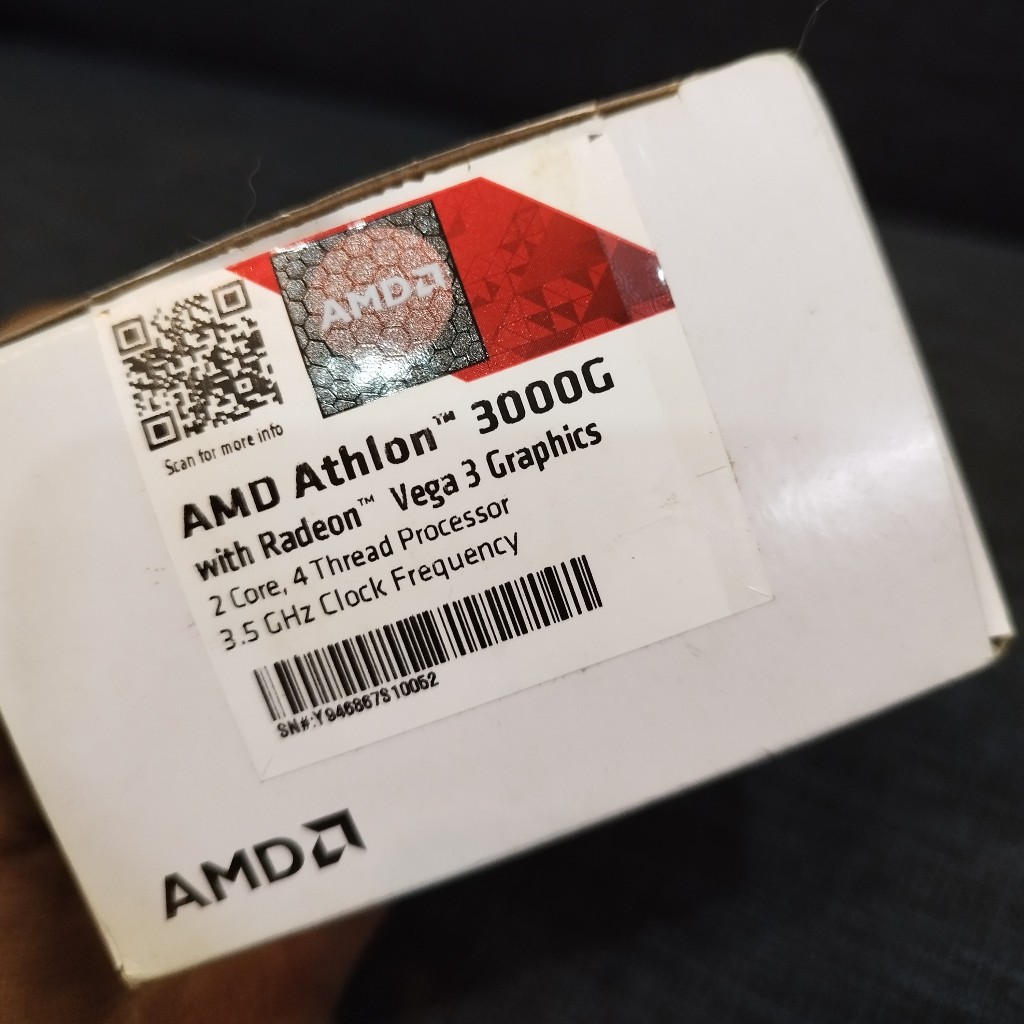 AMD
Scan for more info
AMD Athlon™ 3000G
with Radeon™ Vega 3 Graphics
2 Core, 4 Thread Processor
3.5 GHz Clock Frequency
SN#:Y946867S10052
AMD